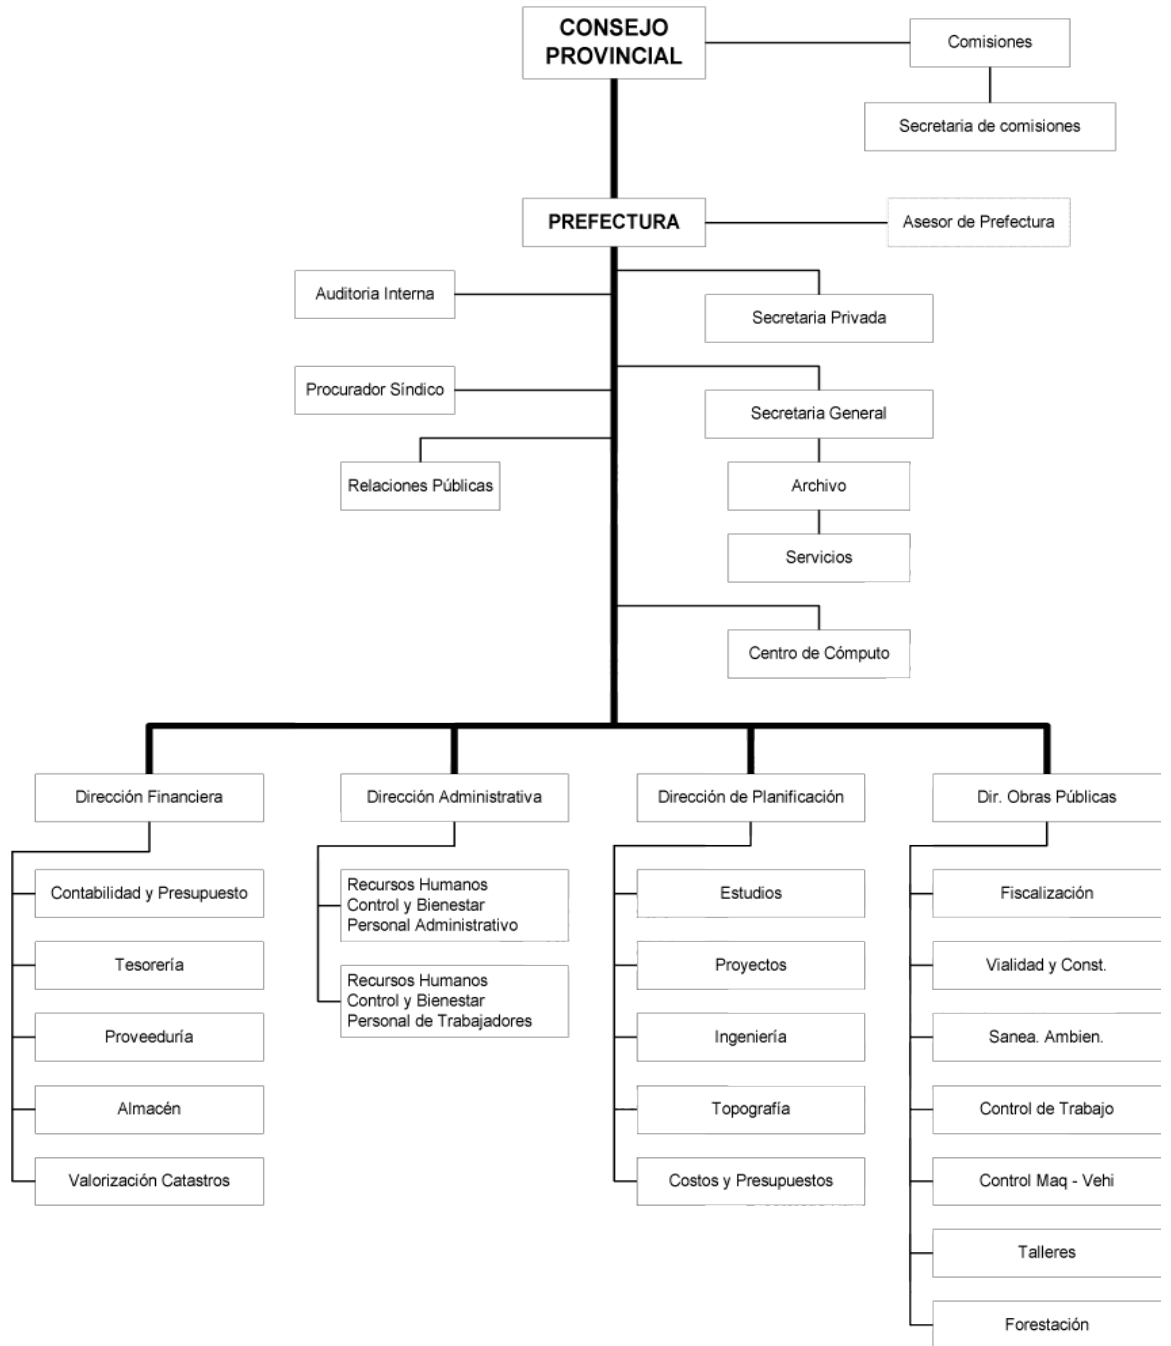 CONSEJO
PROVINCIAL
Comisiones
Secretaria de comisiones
PREFECTURA
Asesor de Prefectura
Auditoria Interna
Secretaria Privada
Procurador Síndico
Secretaria General
Relaciones Públicas
Archivo
Servicios
Centro de Cómputo
Dirección Financiera
Contabilidad y Presupuesto
Tesorería
Proveeduría
Almacén
Valorización Catastros
Dirección Administrativa
Recursos Humanos
Control y Bienestar
Personal Administrativo
Recursos Humanos
Control y Bienestar
Personal de Trabajadores
Dirección de Planificación
Estudios
Proyectos
Ingeniería
Topografía
Costos y Presupuestos
Dir. Obras Públicas
Fiscalización
Vialidad y Const.
Sanea. Ambien.
Control de Trabajo
Control Maq - Vehi
Talleres
Forestación